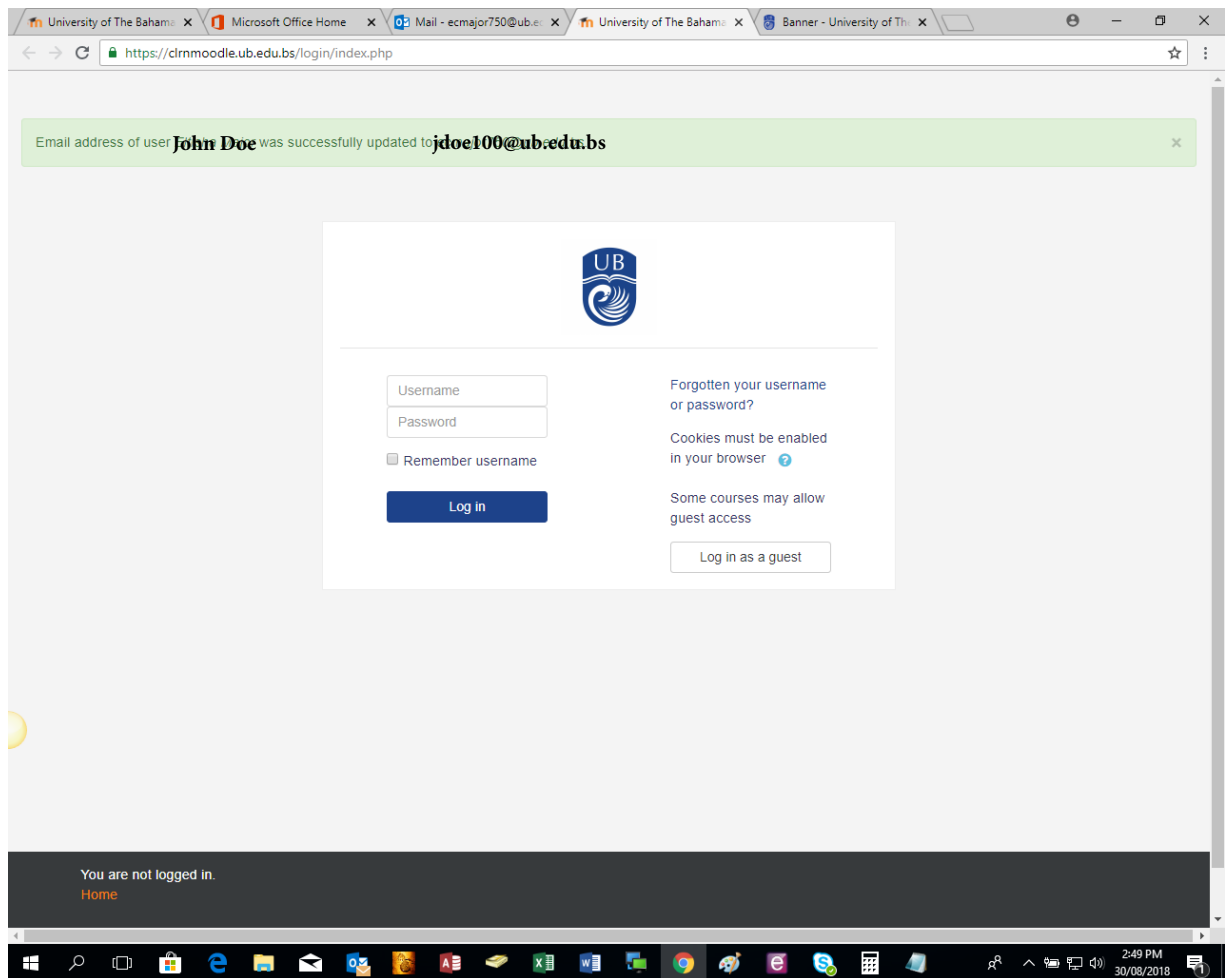 University of The Bahama
Microsoft Office Home
Mail - ecmajor750@ub.ed
University of The Bahama
Banner - University of Th
https://clrnmoodle.ub.edu.bs/login/index.php
Email address of user John Doe was successfully updated to jdoe100@ub.edu.bs
×
UB
Username
Password
Remember username
Log in
Forgotten your username
or password?
Cookies must be enabled
in your browser ?
Some courses may allow
guest access
Log in as a guest
You are not logged in.
Home
2:49 PM
30/08/2018